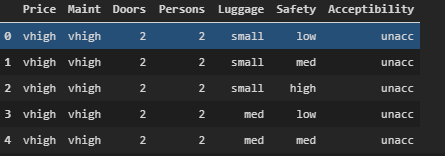 Price Maint Doors Persons Luggage Safety Acceptibility
0 vhigh vhigh 2 2 small low unacc
1 vhigh vhigh 2 2 small med unacc
2 vhigh vhigh 2 2 small high unacc
3 vhigh vhigh 2 2 med low unacc
4 vhigh vhigh 2 2 med med unacc